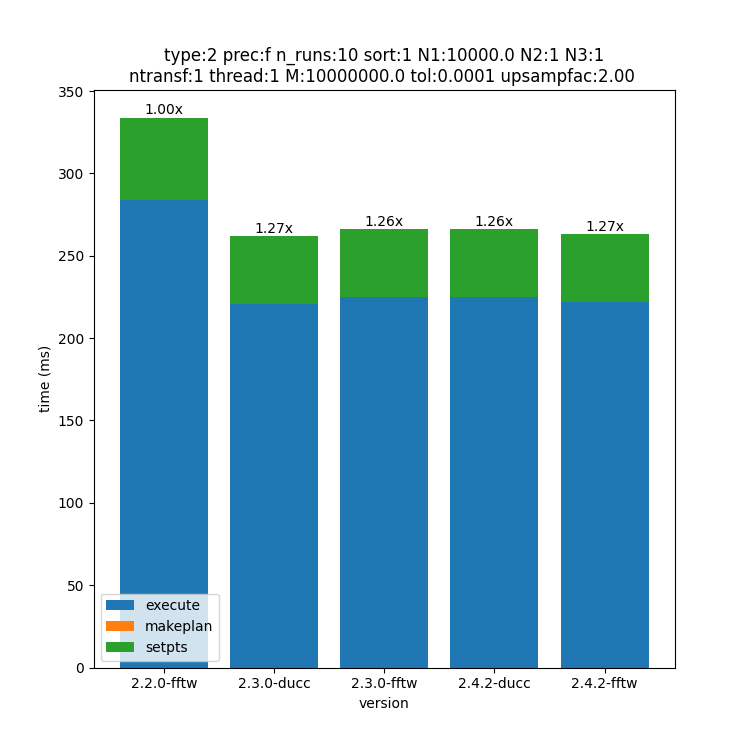 type:2 prec:f n_runs:10 sort:1 N1:10000.0 N2:1 N3:1
ntransf:1 thread:1 M:10000000.0 tol:0.0001 upsampfac:2.00
350
300
250
200
150
100
50
0
time (ms)
1.00x
1.27x
1.26x
1.26x
1.27x
execute
makeplan
setpts
2.2.0-fftw
2.3.0-ducc
2.3.0-fftw
2.4.2-ducc
2.4.2-fftw
version